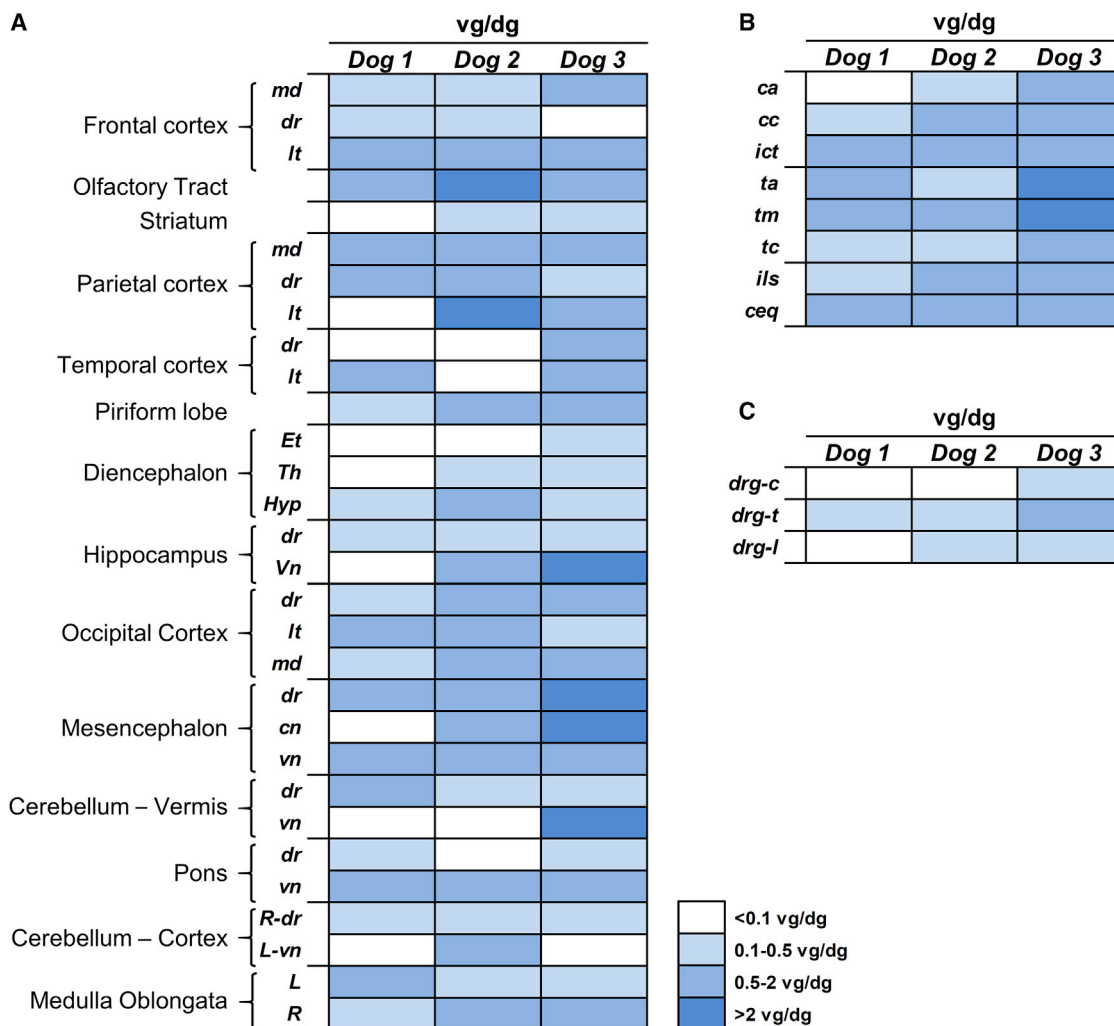 A
vg/dg
Dog 1 Dog 2 Dog 3
Frontal cortex
md
dr
lt
Olfactory Tract
Striatum
Parietal cortex
md
dr
lt
Temporal cortex
dr
lt
Piriform lobe
Diencephalon
Et
Th
Hyp
Hippocampus
dr
Vn
Occipital Cortex
dr
lt
md
Mesencephalon
dr
cn
vn
Cerebellum – Vermis
dr
vn
Pons
dr
vn
Cerebellum – Cortex
R-dr
L-vn
Medulla Oblongata
L
R
B
vg/dg
Dog 1 Dog 2 Dog 3
ca
cc
ict
ta
tm
tc
ils
ceq
C
vg/dg
Dog 1 Dog 2 Dog 3
drg-c
drg-t
drg-l
<0.1 vg/dg
0.1-0.5 vg/dg
0.5-2 vg/dg
>2 vg/dg